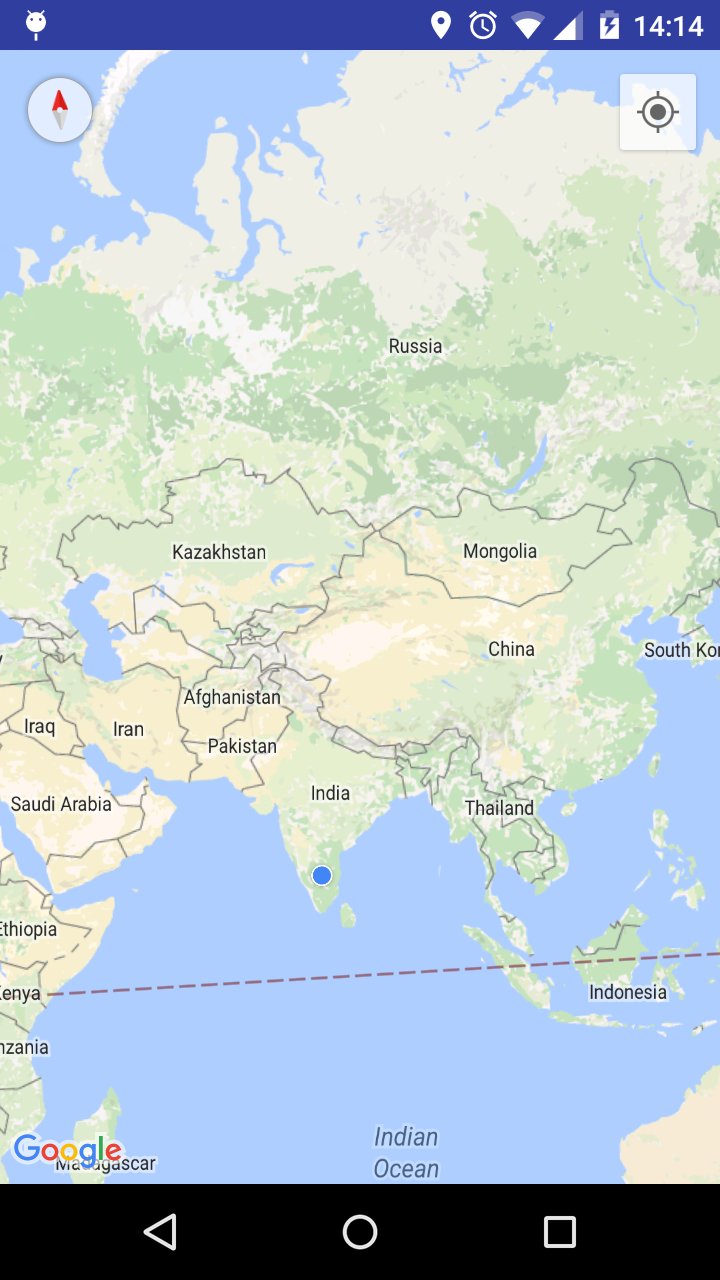 14:14
Russia
Kazakhstan
Mongolia
China
South Kor
Afghanistan
Iraq
Iran
Pakistan
India
Saudi Arabia
Thailand
Ethiopia
Kenya
Indonesia
nzania
Indian
Ocean
Google
Madagascar